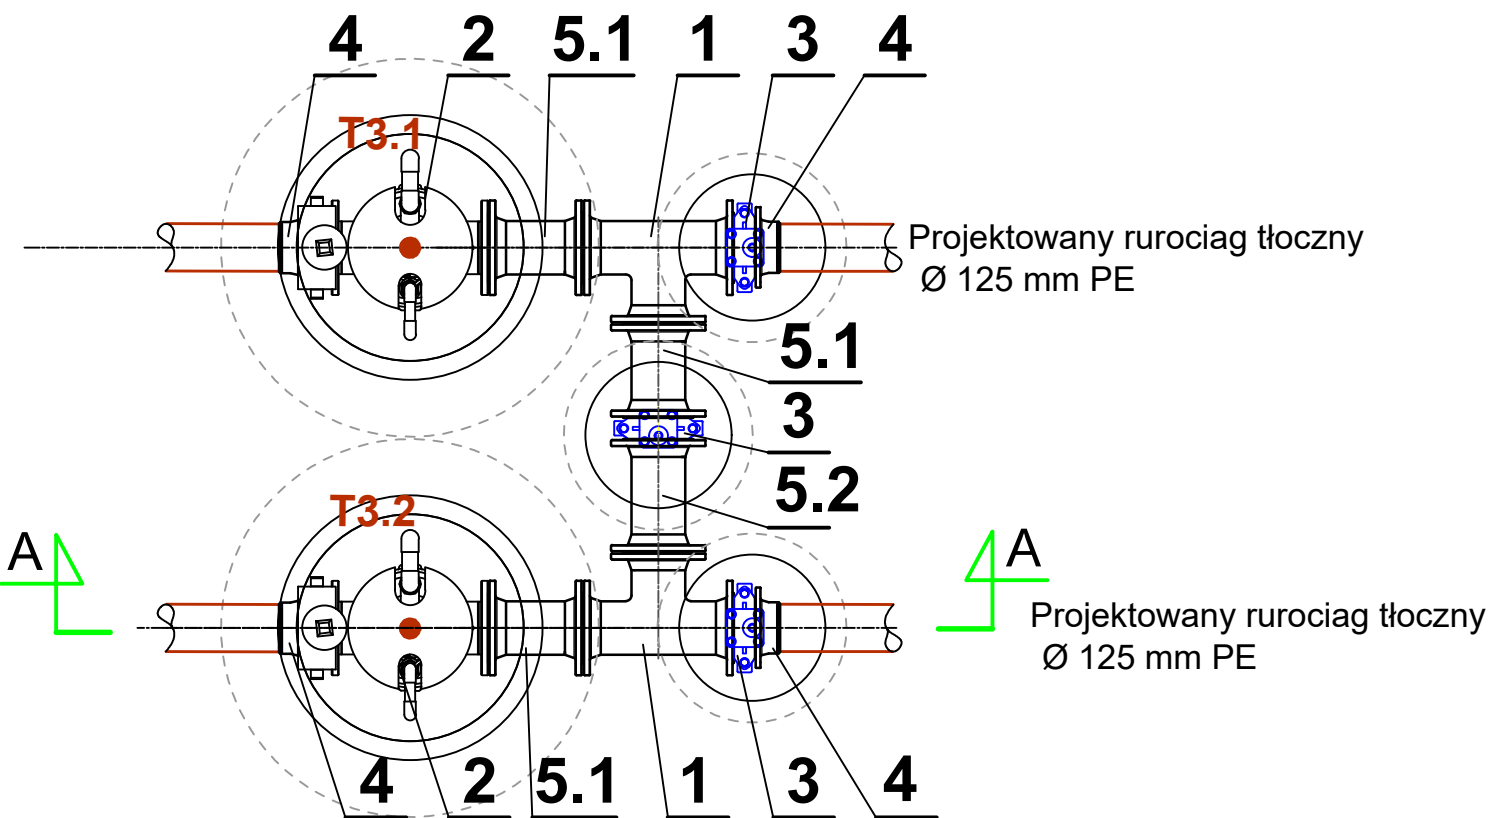 4 2 5.1 1 3 4
T3.1
Projektowany rurociag tłoczny
Ø 125 mm PE
5.1
3
5.2
T3.2
A A
Projektowany rurociag tłoczny
Ø 125 mm PE
4 2 5.1 1 3 4